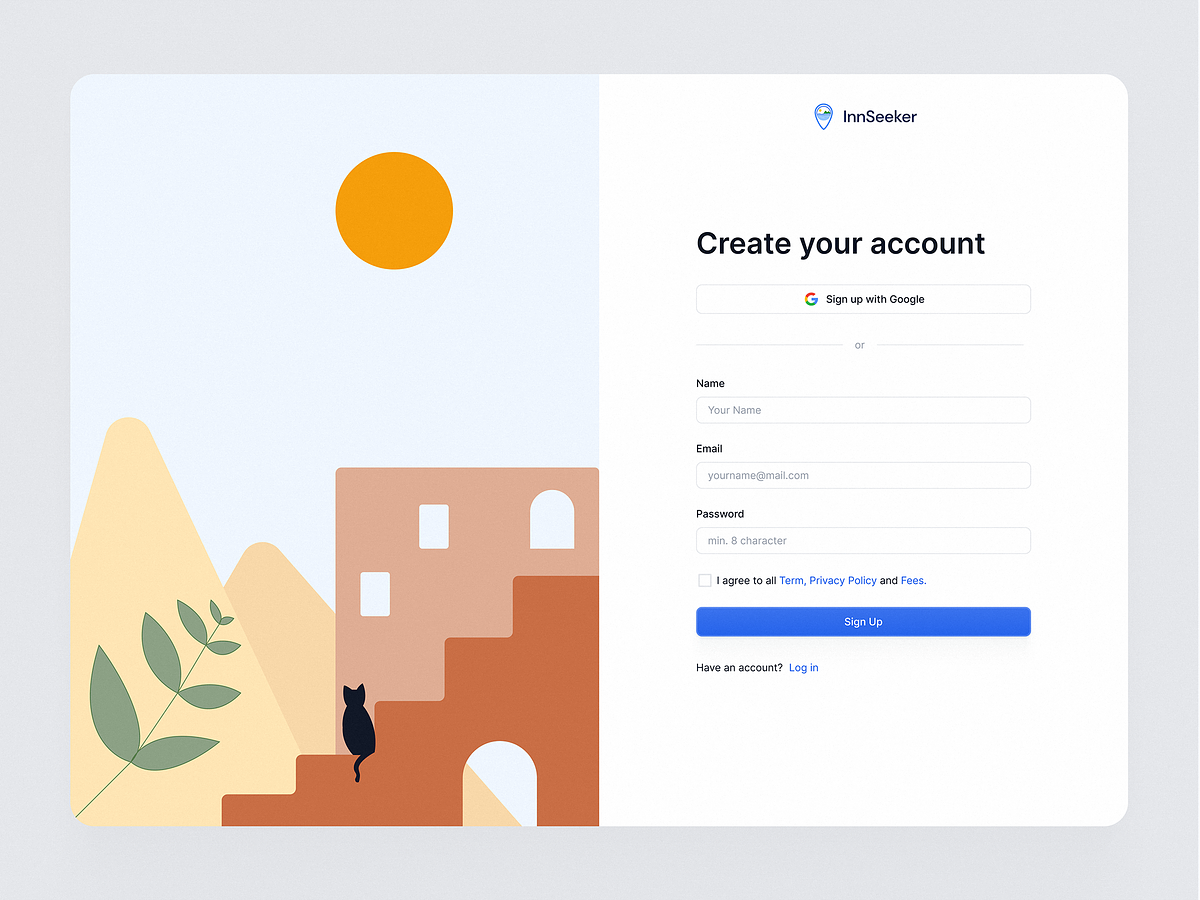 InnSeeker
Create your account
Sign up with Google
or
Name
Your Name
Email
yourname@mail.com
Password
min. 8 character
I agree to all Term, Privacy Policy and Fees.
Sign Up
Have an account? Log in